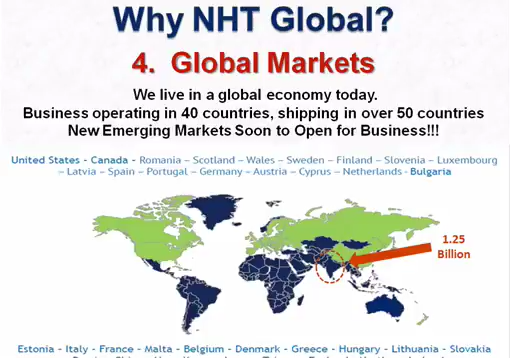 Why NHT Global?
4. Global Markets
We live in a global economy today.
Business operating in 40 countries, shipping in over 50 countries
New Emerging Markets Soon to Open for Business!!!
United States - Canada - Romania – Scotland – Wales – Sweden – Finland – Slovenia – Luxembourg
– Latvia – Spain – Portugal – Germany – Austria – Cyprus – Netherlands - Bulgaria
1.25
Billion
Estonia - Italy - France - Malta - Belgium - Denmark - Greece - Hungary - Lithuania - Slovakia